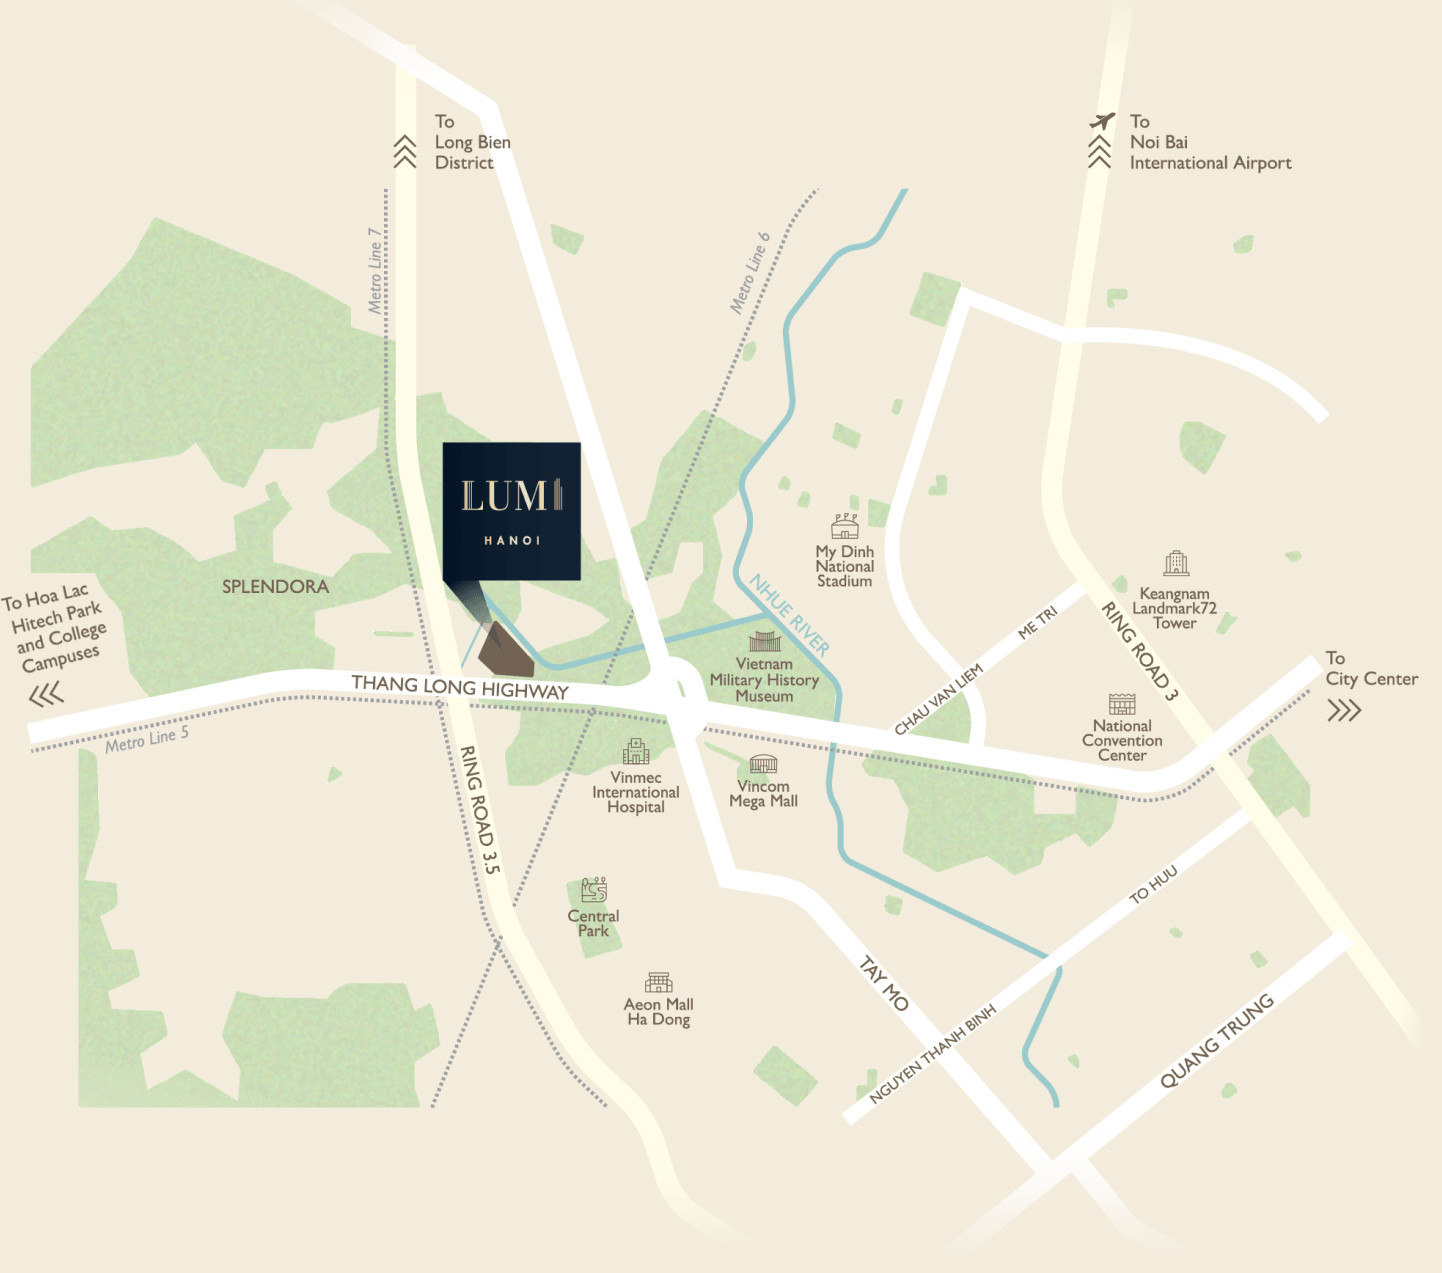 To
Long Bien
District
To
Noi Bai
International Airport
Metro Line 7
Metro Line 6
LUMI
HANOI
My Dinh
National
Stadium
SPLENDORA
To Hoa Lac
Hitech Park
and College
Campuses
NHUE RIVER
Keangnam
Landmark72
Tower
ME TRI
RING ROAD 3
Vietnam
Military History
Museum
To
City Center
CHAU VAN LIEM
THANG LONG HIGHWAY
Metro Line 5
National
Convention
Center
RING ROAD 3.5
Vinmec
International
Hospital
Vincom
Mega Mall
TO HUU
Central
Park
TAY MO
Aeon Mall
Ha Dong
NGUYEN THANH BINH
QUANG TRUNG